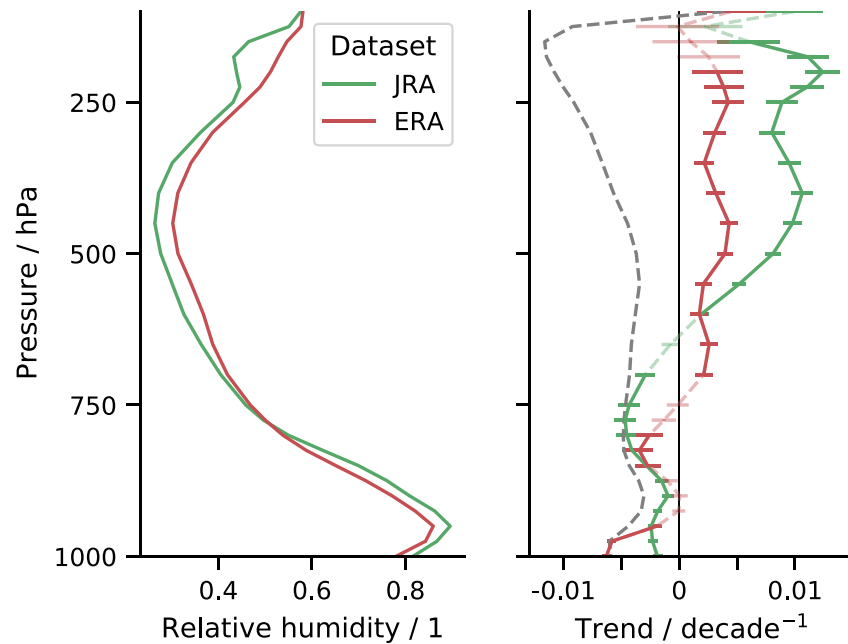 Dataset
JRA
ERA
250
500
750
1000
Pressure / hPa
0.4
0.6
0.8
Relative humidity / 1
-0.01
0
0.01
Trend / decade⁻¹